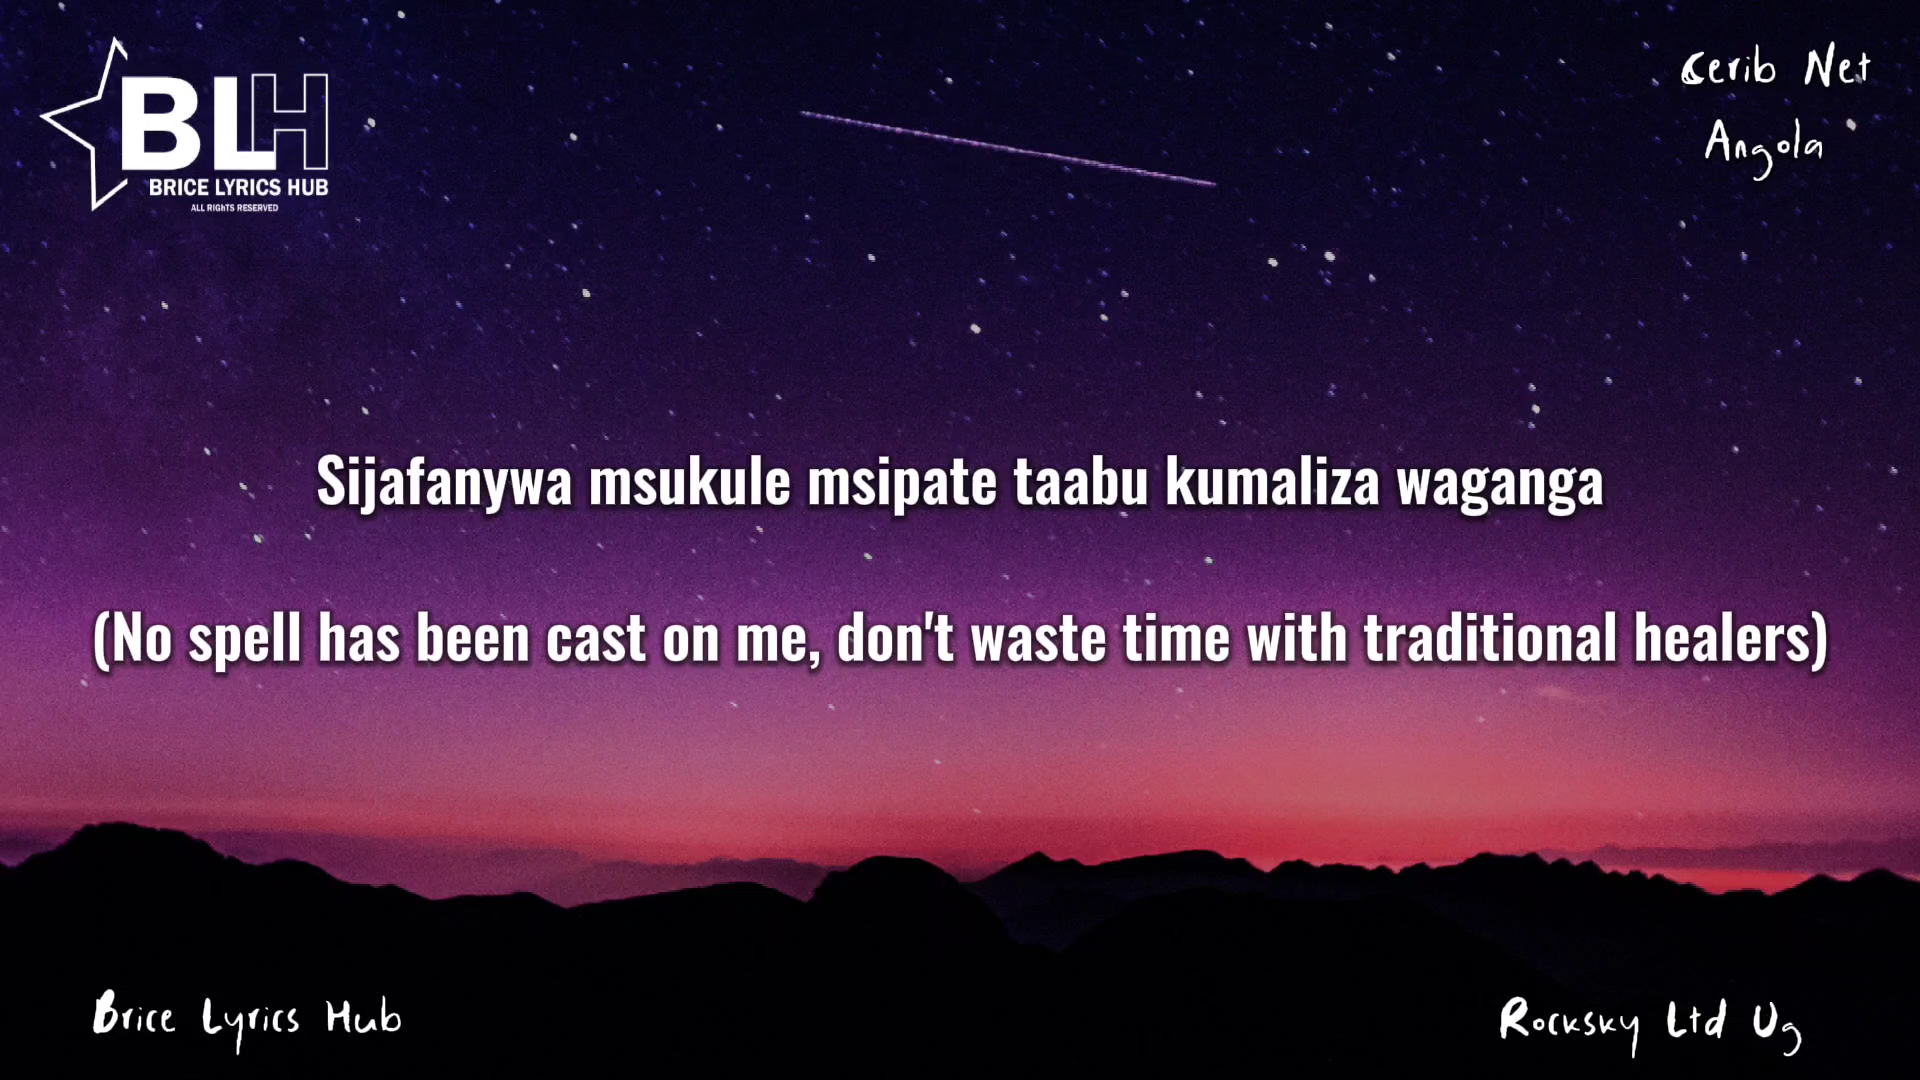 BLH
BRICE LYRICS HUB
ALL RIGHTS RESERVED
Cerib Net
Angola
Sijafanywa msukule msipate taabu kumaliza waganga
(No spell has been cast on me, don't waste time with traditional healers)
Brice Lyrics Hub
Rocksky Ltd Ug